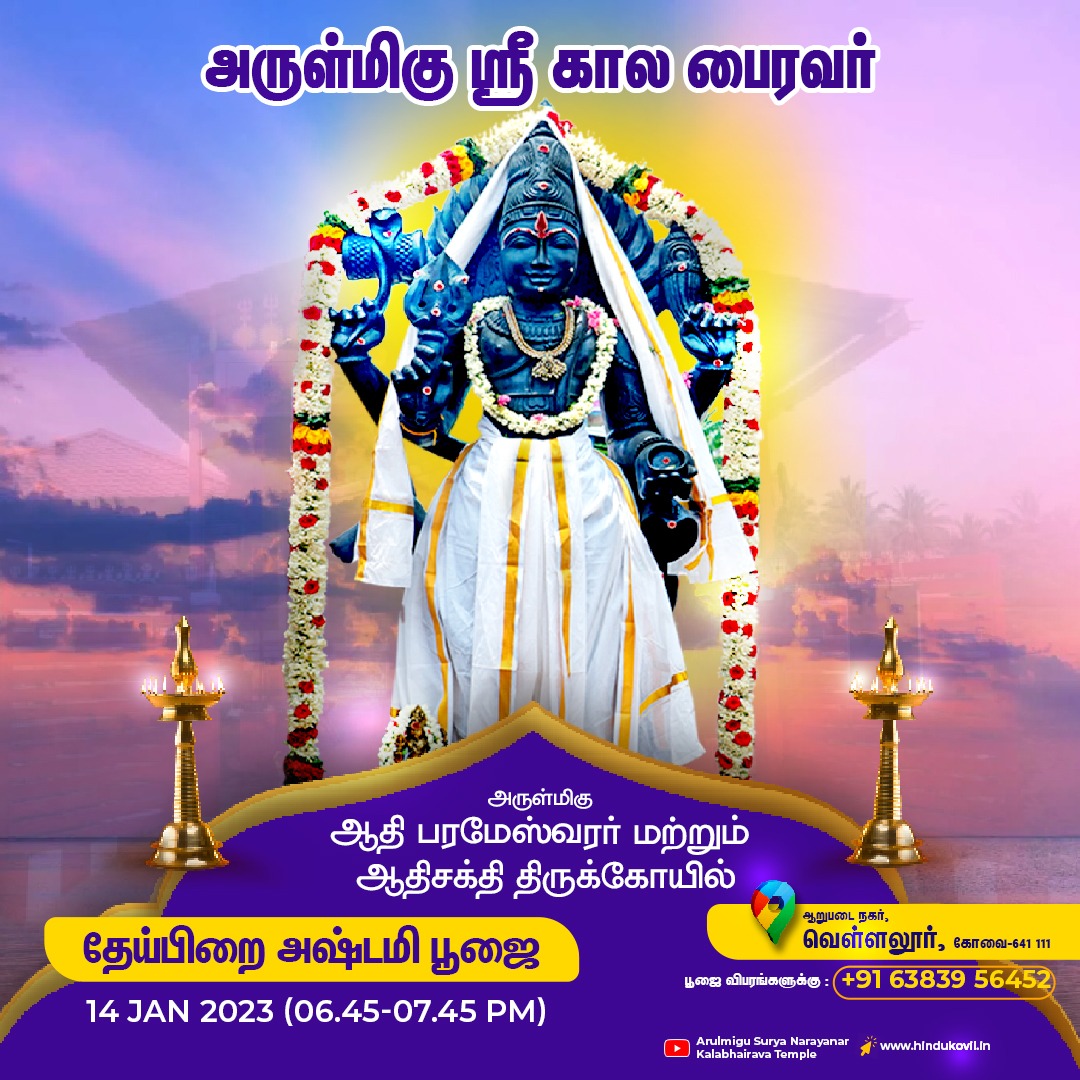 அருள்மிகு ஸ்ரீ கால பைரவர்
அருள்மிகு
ஆதி பரமேஸ்வரர் மற்றும்
ஆதிசக்தி திருக்கோயில்
தேய்பிறை அஷ்டமி பூஜை
14 JAN 2023 (06.45-07.45 PM)
ஆறுபடை நகர்,
வெள்ளலூர், கோவை-641 111
பூஜை விபரங்களுக்கு : +91 63839 56452
Arulmigu Surya Narayanar
Kalabhairava Temple
www.hindukovil.in